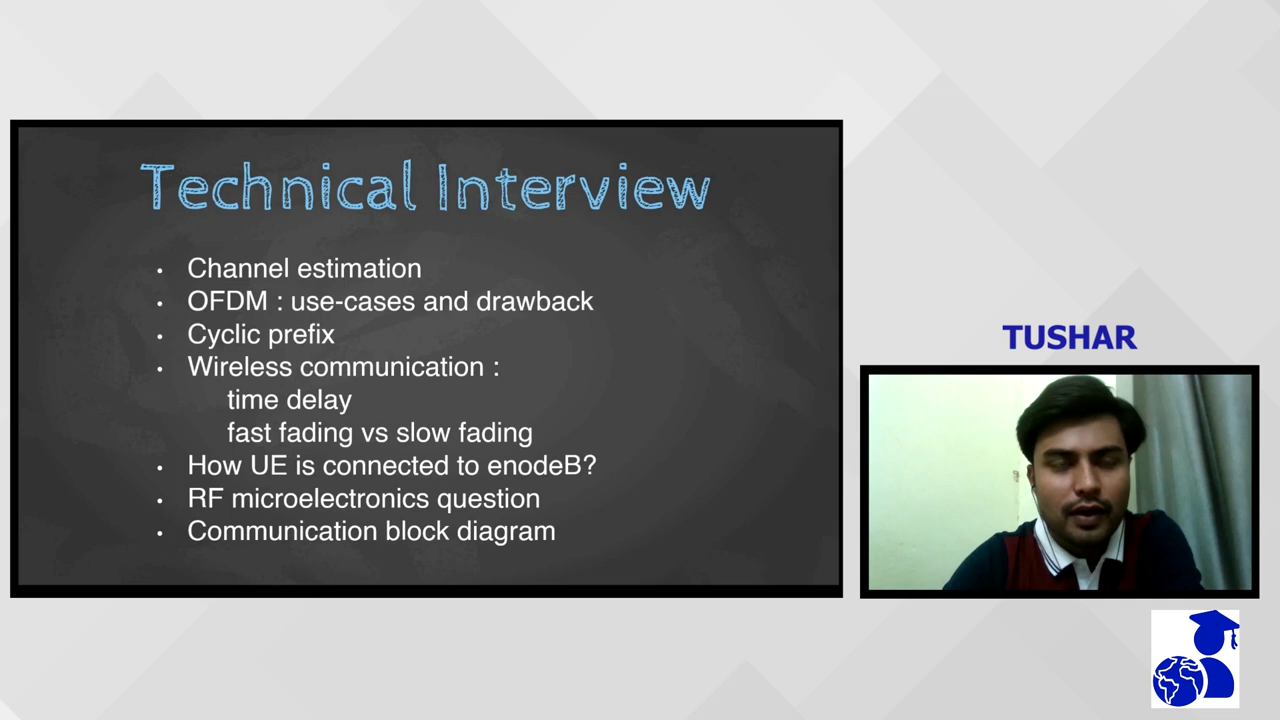 Technical Interview
• Channel estimation
• OFDM : use-cases and drawback
• Cyclic prefix
• Wireless communication :
time delay
fast fading vs slow fading
• How UE is connected to enodeB?
• RF microelectronics question
• Communication block diagram
TUSHAR